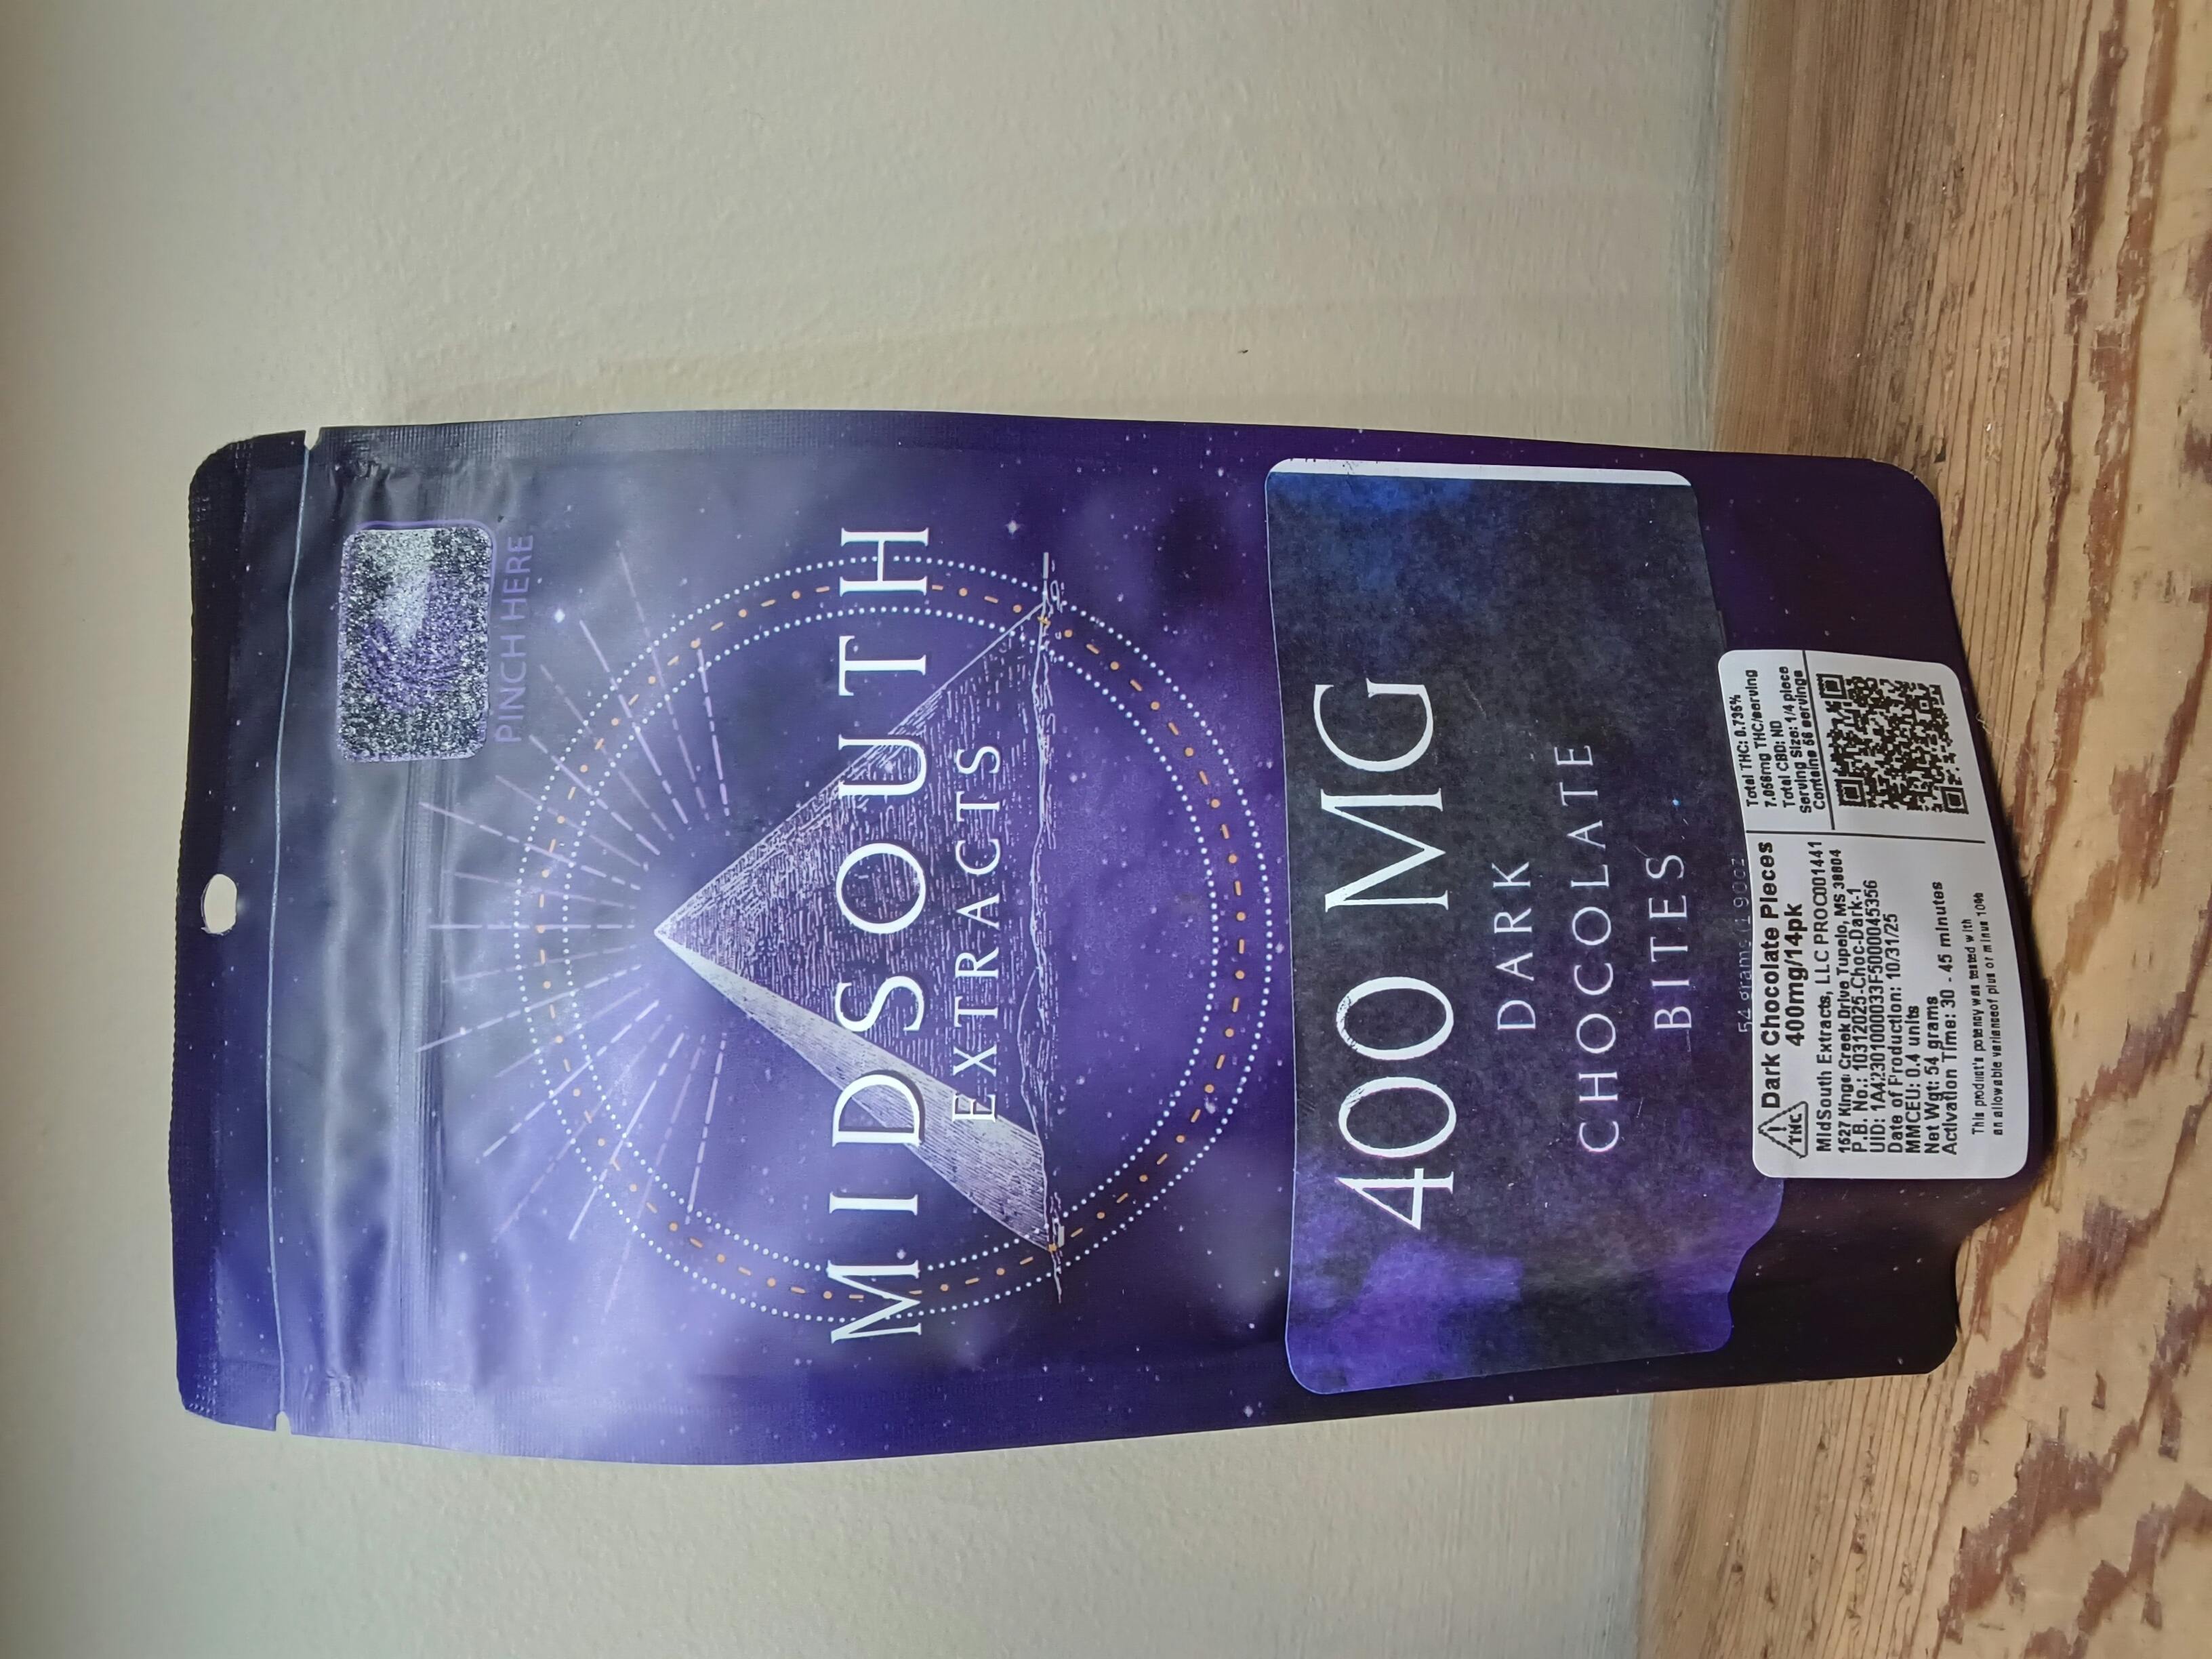 PINCH HERE
MIDSOUTH
EXTRACTS
400 MG
DARK
CHOCOLATE
BITES
54 grams (1.90oz)
THC
Dark Chocolate Pieces
400mg/14pk
MidSouth Extracts, LLC PROC001441
1627 Kings Creek Drive Tupelo, MS 38804
P.B. No.: 10312025-Choc-Dark-1
UID: 1A423010000033F5000045356
Date of Production: 10/31/25
MMCEU: 0.4 units
Net Wgt: 54 grams
Activation Time: 30 - 45 minutes
This product's potency was tested with
an allowable variance of plus or minus 10%
Total THC: 0.736%
7.056mg THC/serving
Total CBD: ND
Serving Size: 1/4 piece
Contains 56 servings